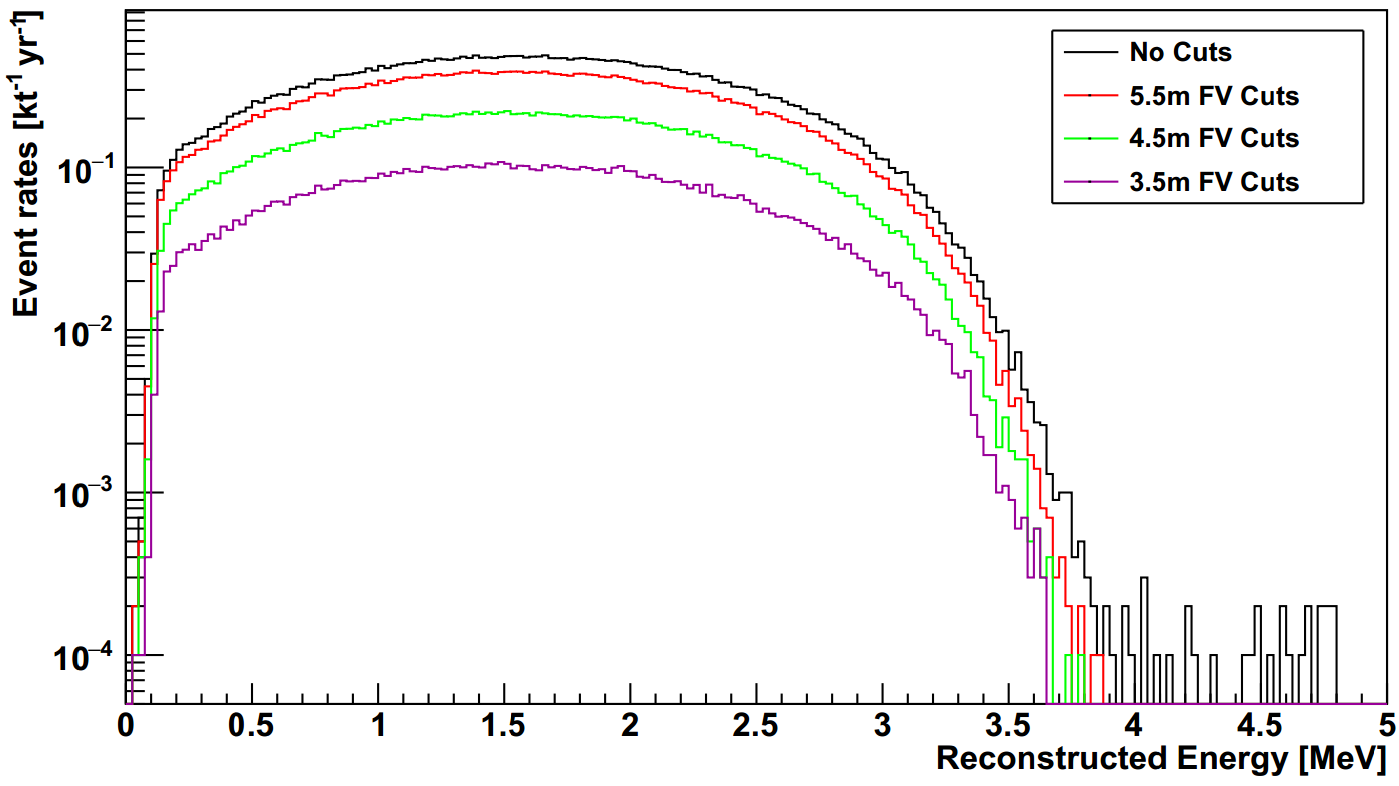 Event rates [kt⁻¹ yr⁻¹]
10⁻¹
10⁻²
10⁻³
10⁻⁴
No Cuts
5.5m FV Cuts
4.5m FV Cuts
3.5m FV Cuts
0 0.5 1 1.5 2 2.5 3 3.5 4 4.5 5
Reconstructed Energy [MeV]